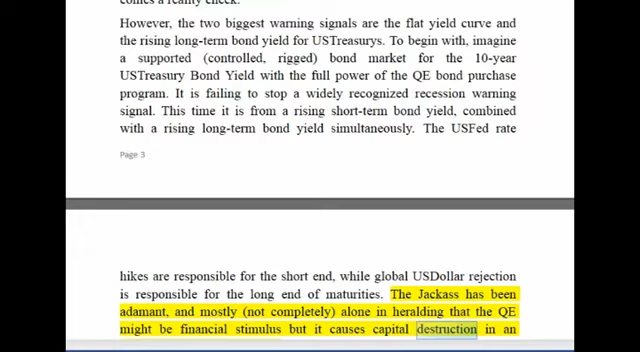 comes a reality check.
However, the two biggest warning signals are the flat yield curve and
the rising long-term bond yield for USTreasurys. To begin with, imagine
a supported (controlled, rigged) bond market for the 10-year
USTreasury Bond Yield with the full power of the QE bond purchase
program. It is failing to stop a widely recognized recession warning
signal. This time it is from a rising short-term bond yield, combined
with a rising long-term bond yield simultaneously. The USFed rate
Page 3
hikes are responsible for the short end, while global USDollar rejection
is responsible for the long end of maturities. The Jackass has been
adamant, and mostly (not completely) alone in heralding that the QE
might be financial stimulus but it causes capital destruction in an